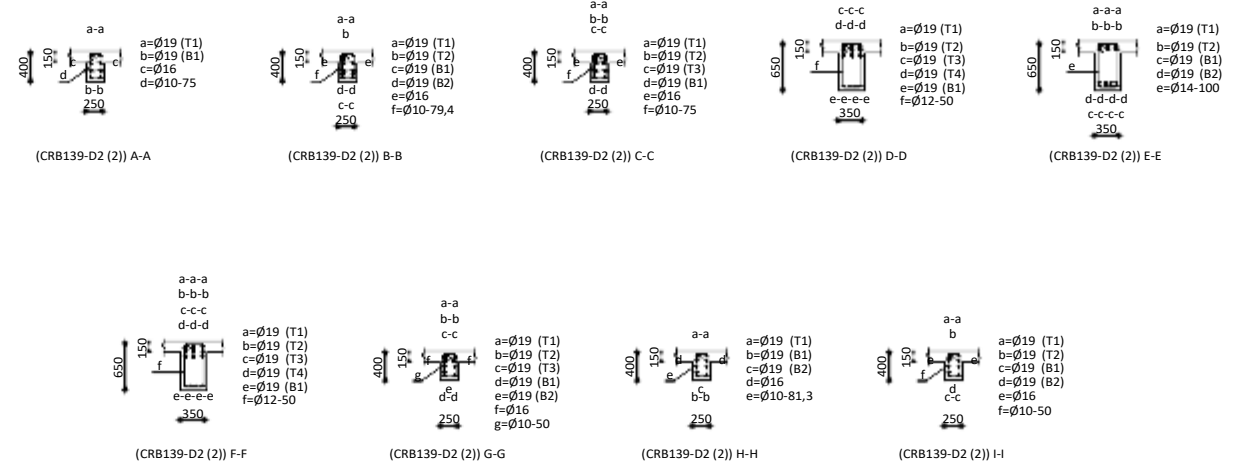 a-a
150
400
c
c
d
b-b
250
a=Ø19 (T1)
b=Ø19 (B1)
c=Ø16
d=Ø10-75
(CRB139-D2 (2)) A-A
a-a
b
150
400
e
e
f
d-d
c-c
250
a=Ø19 (T1)
b=Ø19 (T2)
c=Ø19 (B1)
d=Ø19 (B2)
e=Ø16
f=Ø10-79,4
(CRB139-D2 (2)) B-B
a-a
b-b
c-c
150
400
e
e
f
d-d
250
a=Ø19 (T1)
b=Ø19 (T2)
c=Ø19 (T3)
d=Ø19 (B1)
e=Ø16
f=Ø10-75
(CRB139-D2 (2)) C-C
c-c-c
d-d-d
150
650
f
e-e-e-e
350
a=Ø19 (T1)
b=Ø19 (T2)
c=Ø19 (T3)
d=Ø19 (T4)
e=Ø19 (B1)
f=Ø12-50
(CRB139-D2 (2)) D-D
a-a-a
b-b-b
150
650
e
d-d-d-d
c-c-c-c
350
a=Ø19 (T1)
b=Ø19 (T2)
c=Ø19 (B1)
d=Ø19 (B2)
e=Ø14-100
(CRB139-D2 (2)) E-E
a-a-a
b-b-b
c-c-c
d-d-d
150
650
f
e-e-e-e
350
a=Ø19 (T1)
b=Ø19 (T2)
c=Ø19 (T3)
d=Ø19 (T4)
e=Ø19 (B1)
f=Ø12-50
(CRB139-D2 (2)) F-F
a-a
b-b
c-c
150
400
f
f
g
e
d-d
250
a=Ø19 (T1)
b=Ø19 (T2)
c=Ø19 (T3)
d=Ø19 (B1)
e=Ø19 (B2)
f=Ø16
g=Ø10-50
(CRB139-D2 (2)) G-G
a-a
150
400
d
d
e
c
b-b
250
a=Ø19 (T1)
b=Ø19 (B1)
c=Ø19 (B2)
d=Ø16
e=Ø10-81,3
(CRB139-D2 (2)) H-H
a-a
b
150
400
e
e
f
d
c-c
250
a=Ø19 (T1)
b=Ø19 (T2)
c=Ø19 (B1)
d=Ø19 (B2)
e=Ø16
f=Ø10-50
(CRB139-D2 (2)) I-I